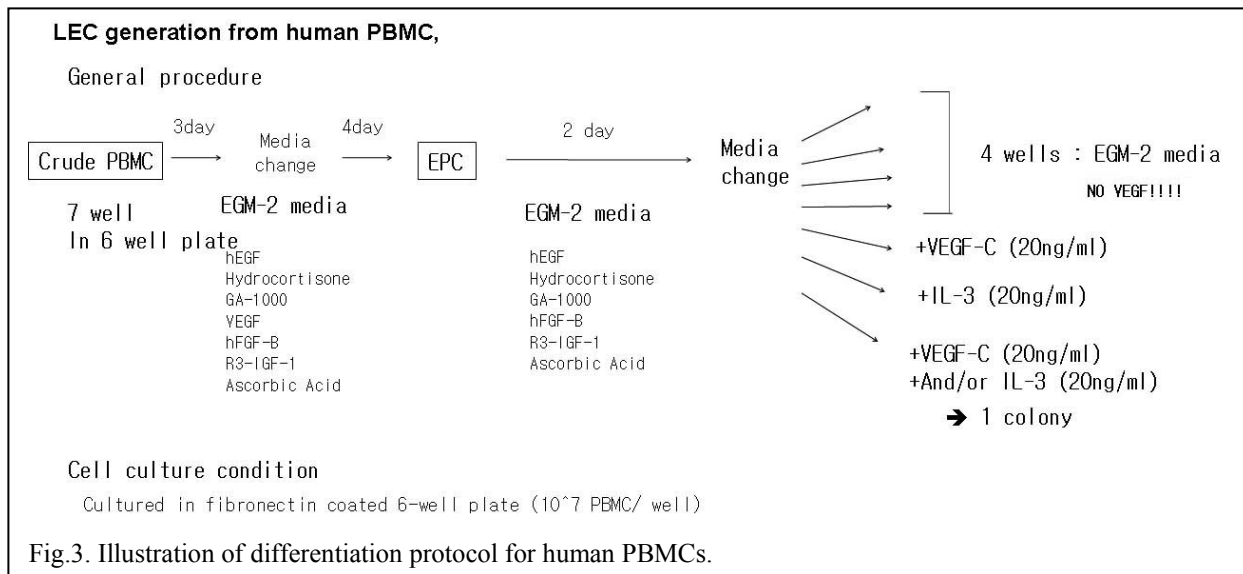 LEC generation from human PBMC,
General procedure
3day
4day
2 day
Crude PBMC
Media
change
EPC
Media
change
4 wells : EGM-2 media
NO VEGF!!!!
7 well
In 6 well plate
EGM-2 media
hEGF
Hydrocortisone
GA-1000
VEGF
hFGF-B
R3-IGF-1
Ascorbic Acid
EGM-2 media
hEGF
Hydrocortisone
GA-1000
hFGF-B
R3-IGF-1
Ascorbic Acid
+VEGF-C (20ng/ml)
+IL-3 (20ng/ml)
+VEGF-C (20ng/ml)
+And/or IL-3 (20ng/ml)
➔ 1 colony
Cell culture condition
Cultured in fibronectin coated 6-well plate (10^7 PBMC/ well)
Fig.3. Illustration of differentiation protocol for human PBMCs.